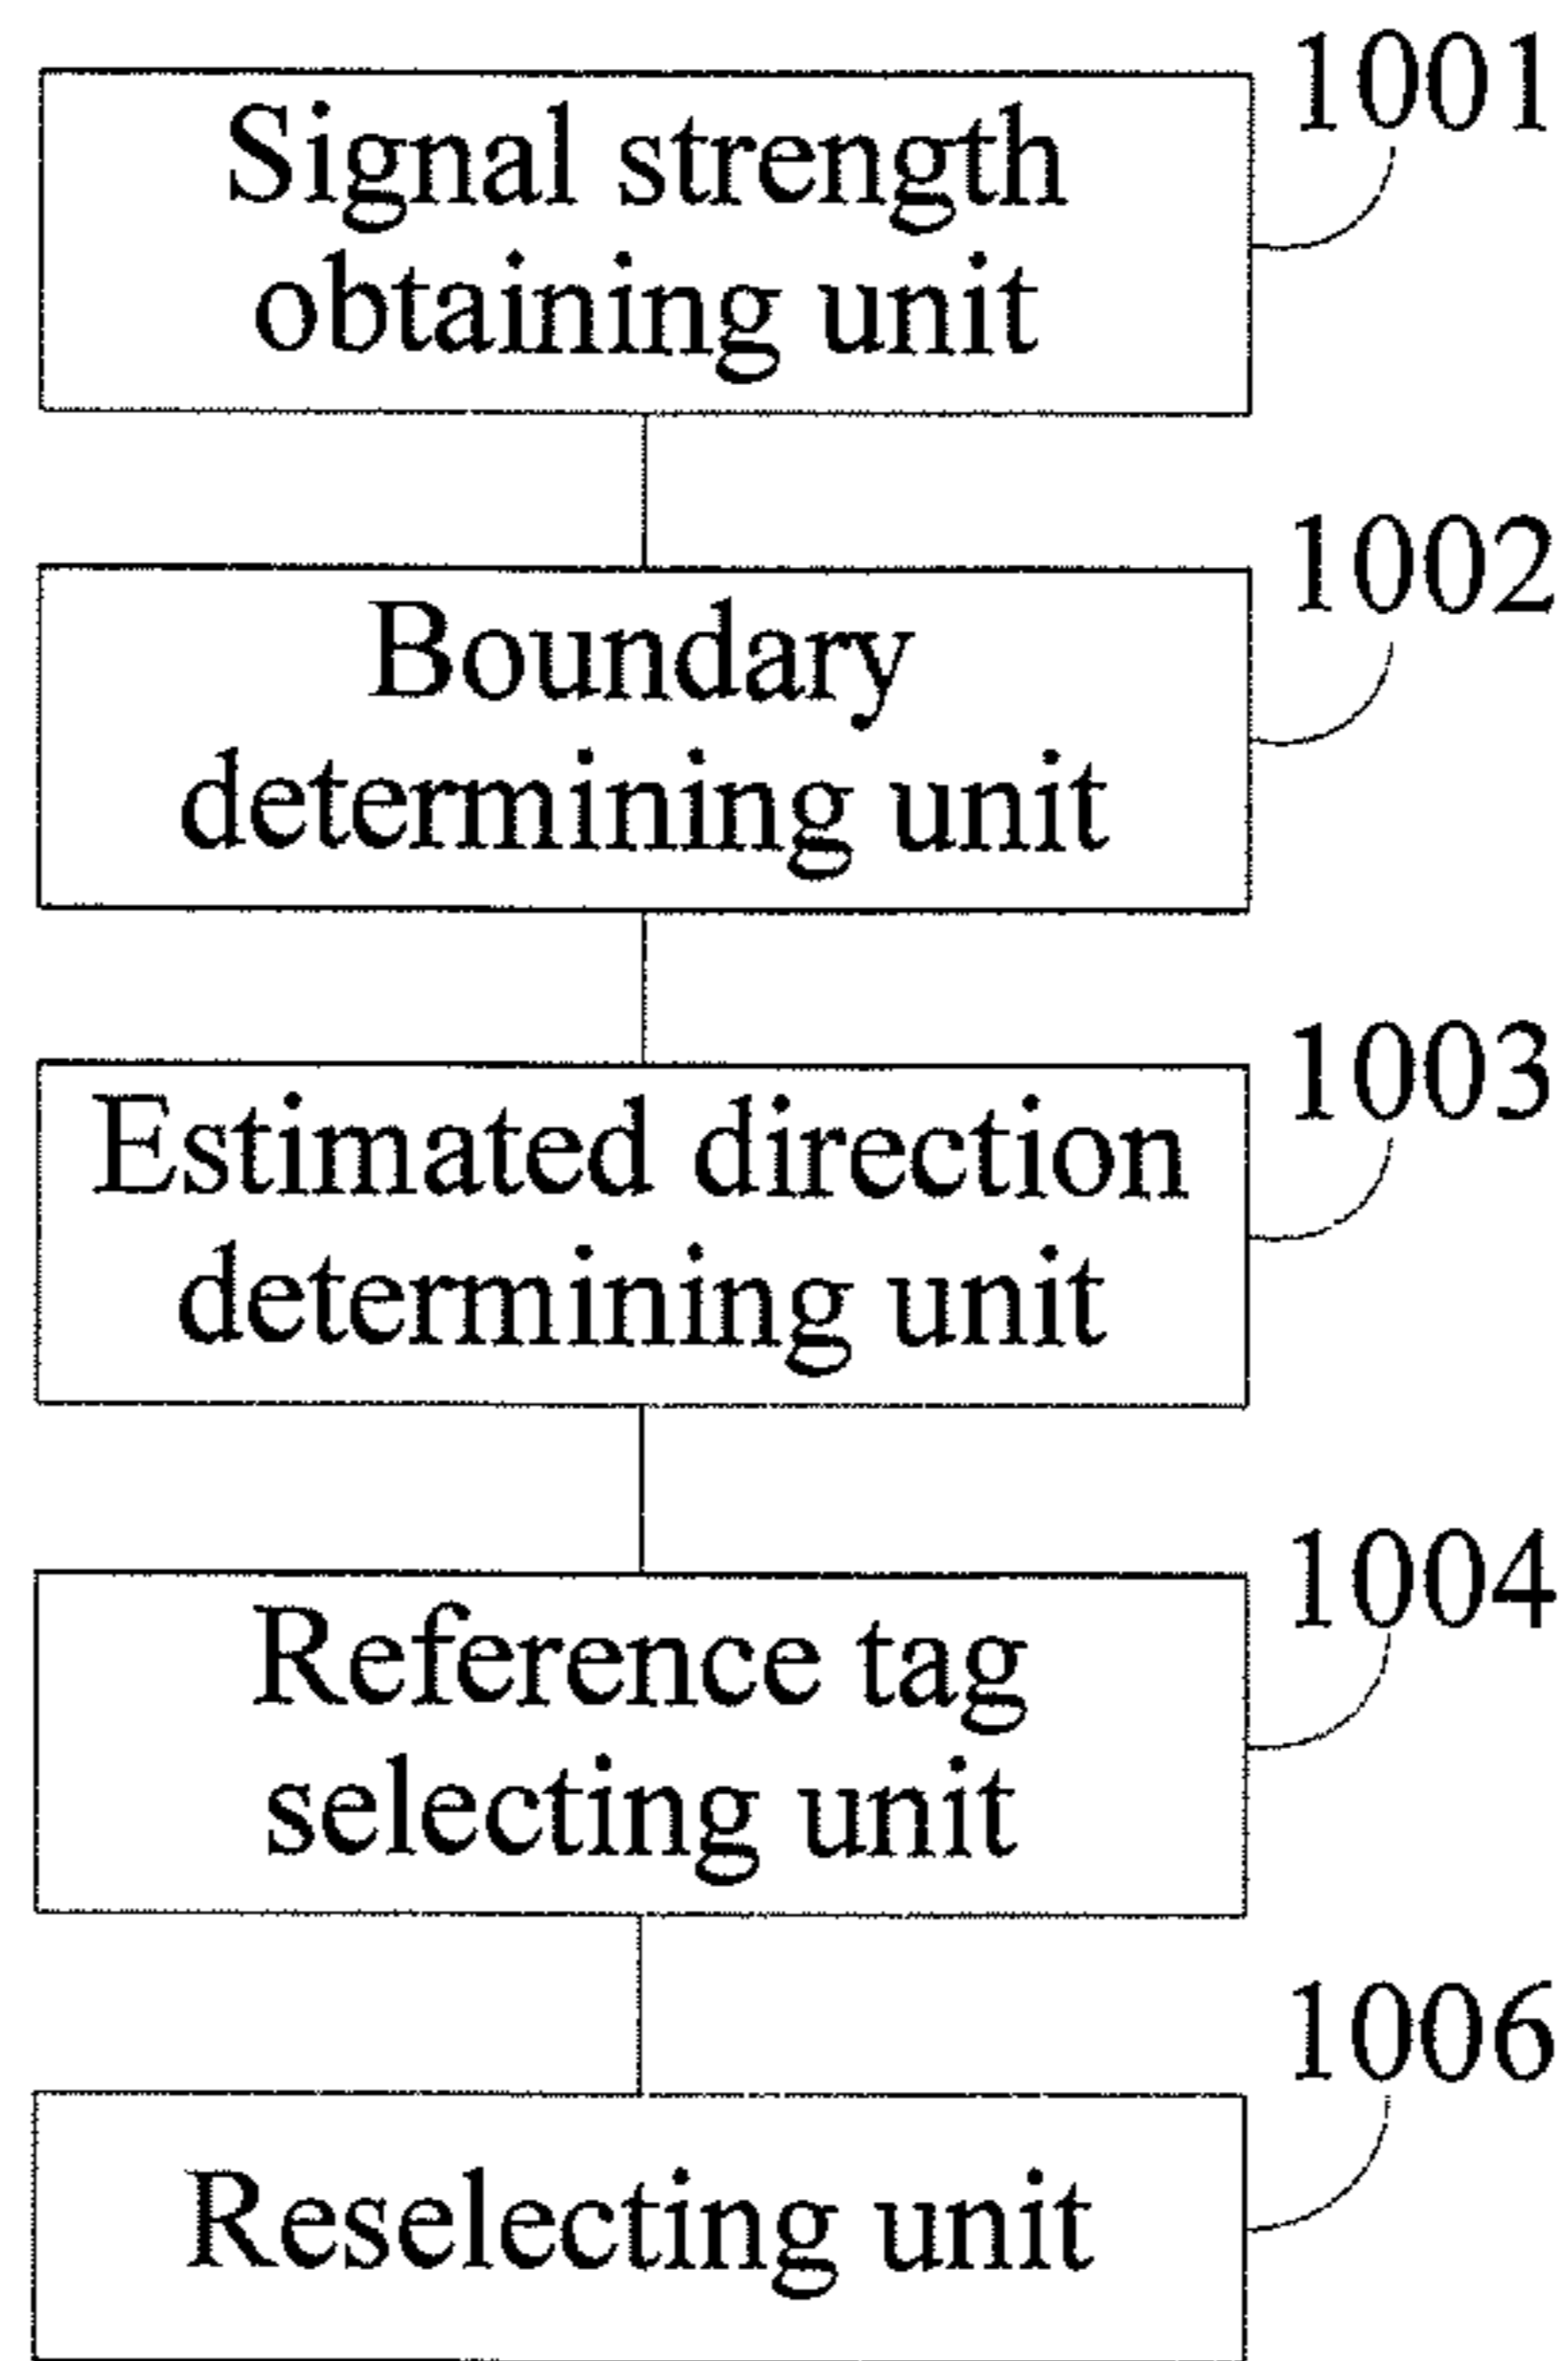 1001
Signal strength
obtaining unit
1002
Boundary
determining unit
1003
Estimated direction
determining unit
1004
Reference tag
selecting unit
1006
Reselecting unit